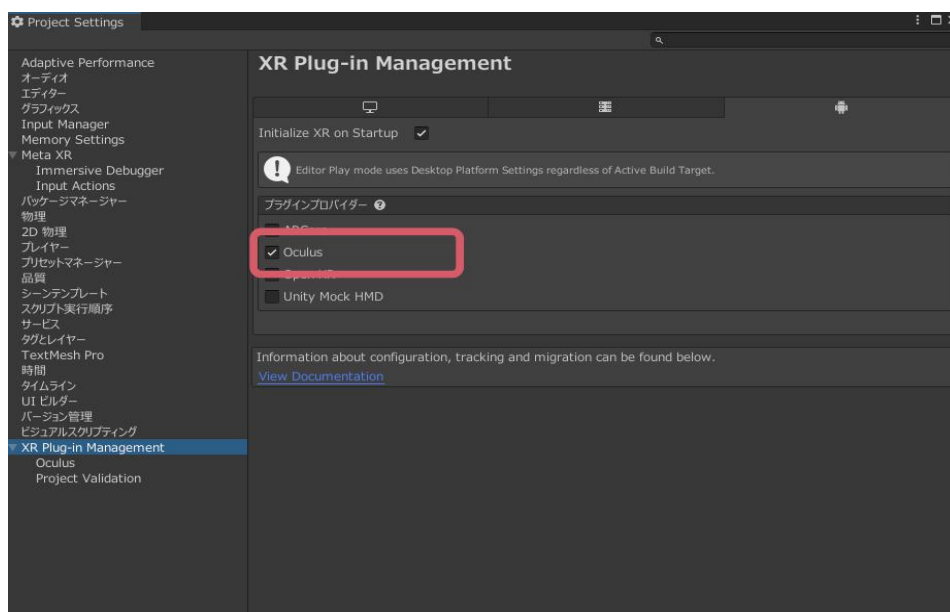 Project Settings
Adaptive Performance
オーディオ
エディター
グラフィックス
Input Manager
Memory Settings
Meta XR
Immersive Debugger
Input Actions
パッケージマネージャー
物理
2D 物理
プレイヤー
プリセットマネージャー
品質
シーンテンプレート
スクリプト実行順序
サービス
タグとレイヤー
TextMesh Pro
時間
タイムライン
UI ビルダー
バージョン管理
ビジュアルスクリプティング
XR Plug-in Management
Oculus
Project Validation
XR Plug-in Management
Initialize XR on Startup
Editor Play mode uses Desktop Platform Settings regardless of Active Build Target.
プラグインプロバイダー
Oculus
Unity Mock HMD
Information about configuration, tracking and migration can be found below.
View Documentation